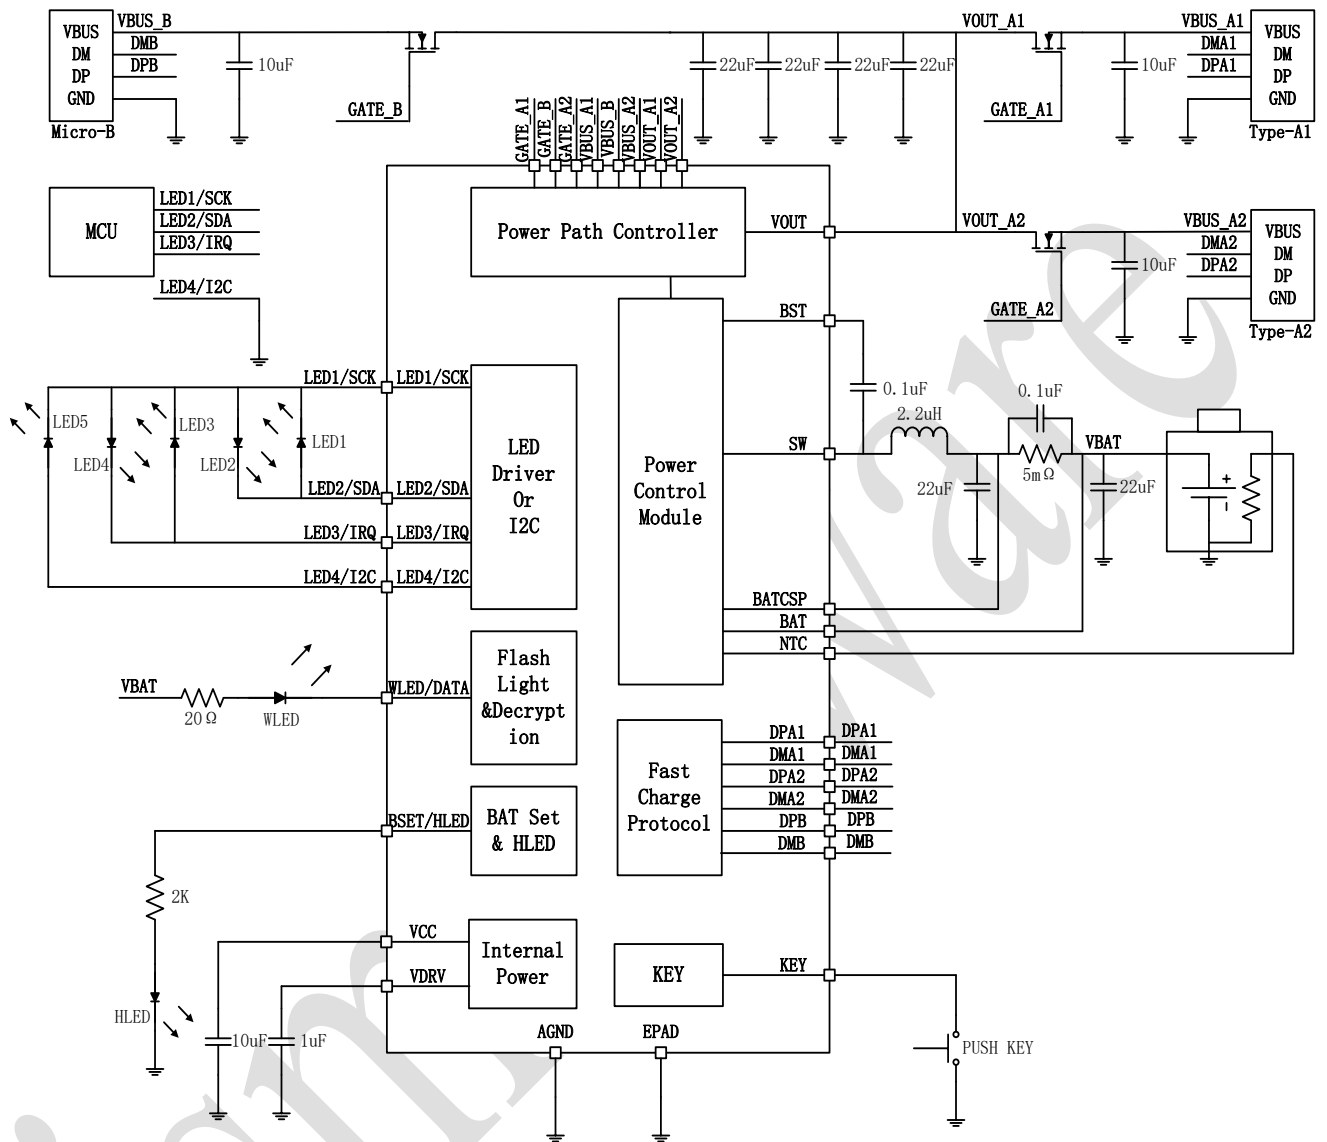 VBUS
DM
DP
GND
Micro-B
VBUS_B
DMB
DPB
10uF
GATE_B
22uF
22uF
22uF
22uF
VOUT_A1
GATE_A1
VBUS_A1
DMA1
DPA1
10uF
VBUS
DM
DP
GND
Type-A1
GATE_A1
GATE_B
GATE_A2
VBUS_A1
VBUS_B
VBUS_A2
VOUT_A1
VOUT_A2
MCU
LED1/SCK
LED2/SDA
LED3/IRQ
LED4/I2C
Power Path Controller
VOUT
VOUT_A2
GATE_A2
VBUS_A2
DMA2
DPA2
10uF
VBUS
DM
DP
GND
Type-A2
BST
0.1uF
2.2uH
0.1uF
SW
5mΩ
VBAT
22uF
22uF
+
Power
Control
Module
BATCSP
BAT
NTC
LED1/SCK
LED1/SCK
LED5
LED4
LED3
LED2
LED1
LED2/SDA
LED2/SDA
LED3/IRQ
LED3/IRQ
LED4/I2C
LED4/I2C
LED
Driver
Or
I2C
VBAT
20Ω
WLED
WLED/DATA
Flash
Light
&Decrypt
ion
Fast
Charge
Protocol
DPA1
DPA1
DMA1
DMA1
DPA2
DPA2
DMA2
DMA2
DPB
DPB
DMB
DMB
BSET/HLED
BAT Set
& HLED
2K
HLED
VCC
VDRV
Internal
Power
10uF
1uF
KEY
KEY
PUSH KEY
AGND
EPAD